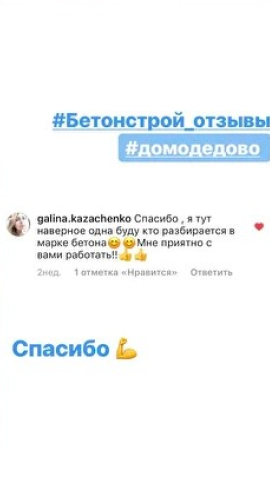 #Бетонстрой_отзывы
#домодедово
galina.kazachenko Спасибо , я тут
наверное одна буду кто разбирается в
марке бетона😊😊Мне приятно с
вами работать!!👍👍
2нед. 1 отметка «Нравится» Ответить
Спасибо 💪